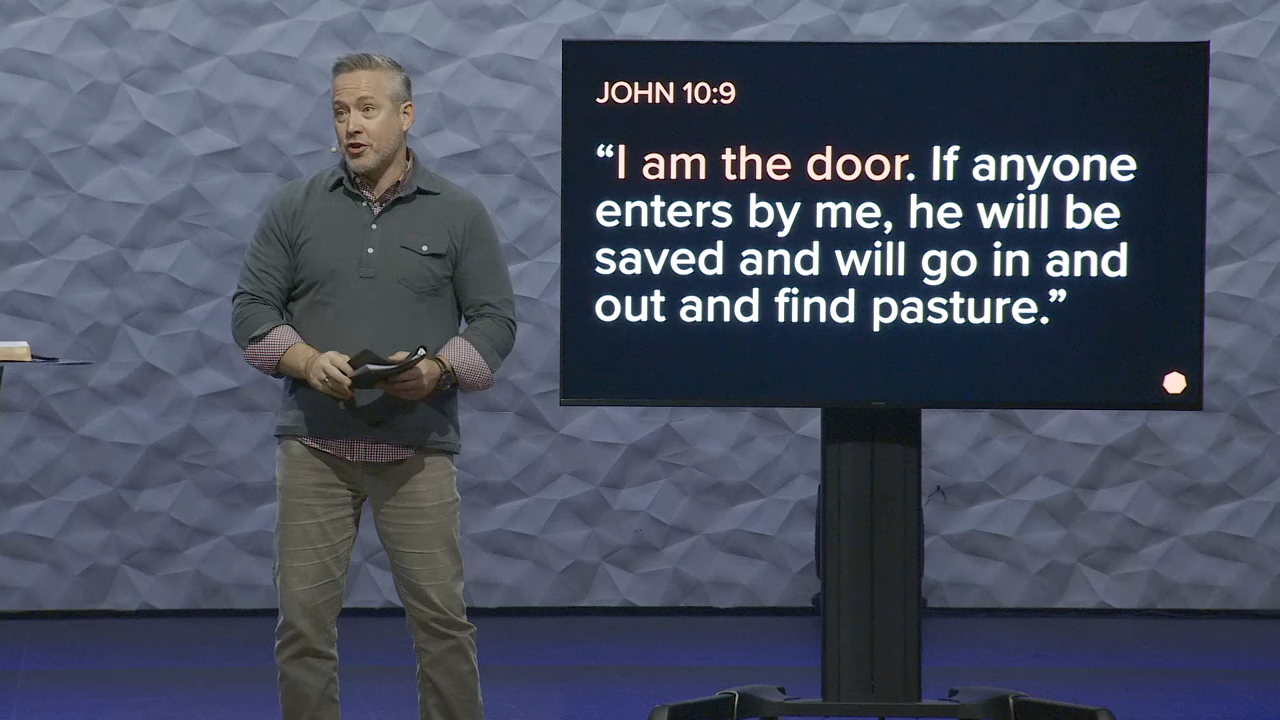 JOHN 10:9
“I am the door. If anyone
enters by me, he will be
saved and will go in and
out and find pasture.”